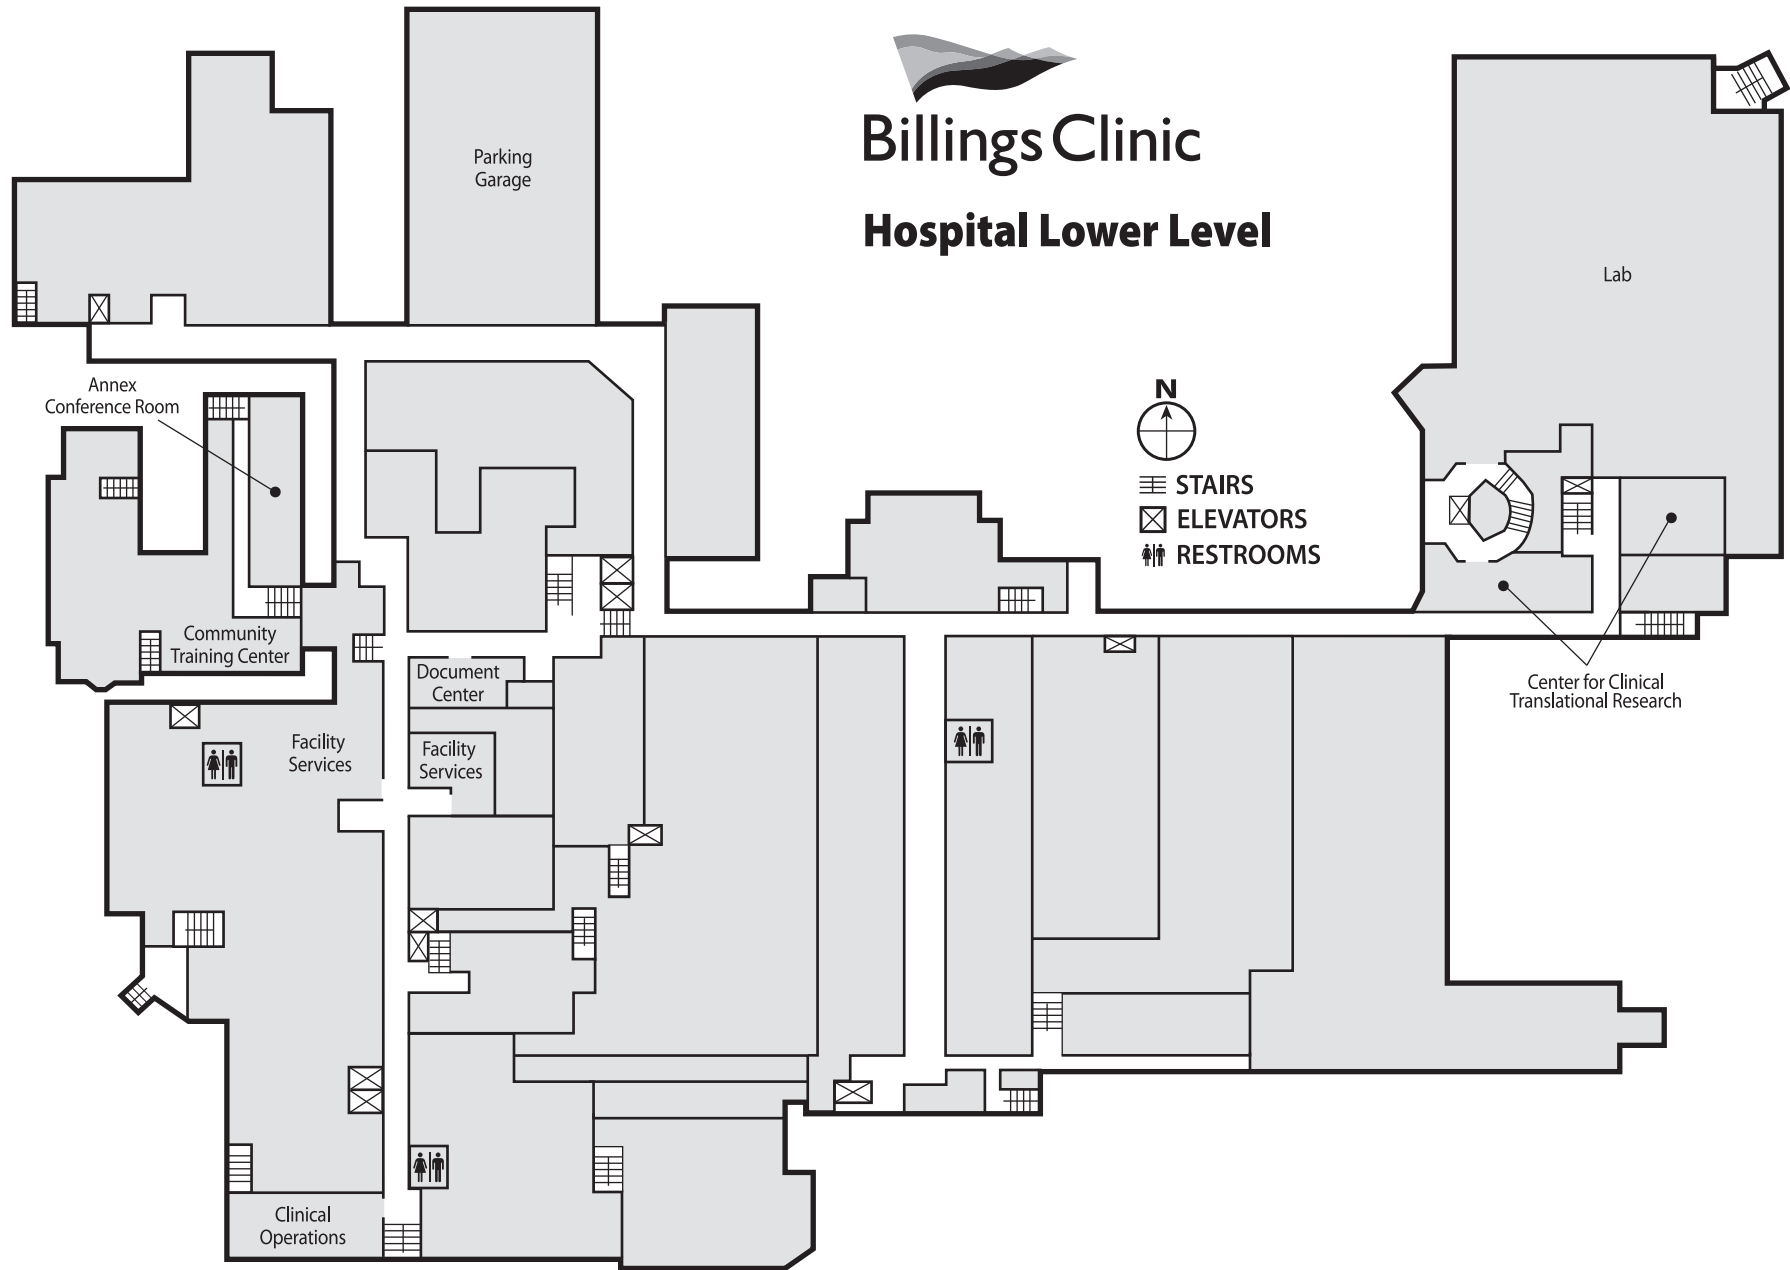 Billings Clinic
Hospital Lower Level
Parking
Garage
Lab
Annex
Conference Room
N
STAIRS
ELEVATORS
RESTROOMS
Community
Training Center
Document
Center
Center for Clinical
Translational Research
Facility
Services
Facility
Services
Clinical
Operations